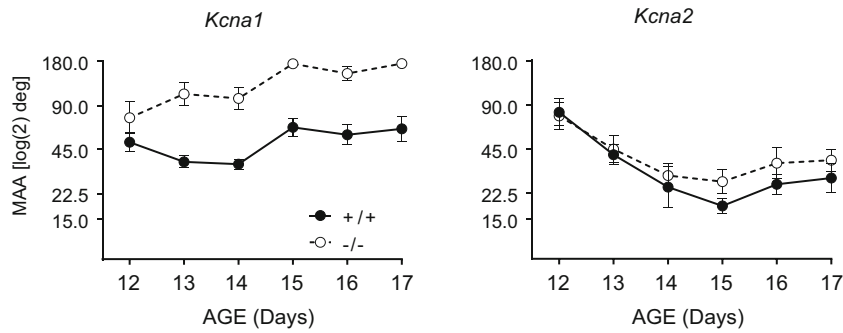 Kcna1
Kcna2
MAA [log(2) deg]
180.0
90.0
45.0
22.5
15.0
+/+
-/-
12 13 14 15 16 17
AGE (Days)
180.0
90.0
45.0
22.5
15.0
12 13 14 15 16 17
AGE (Days)